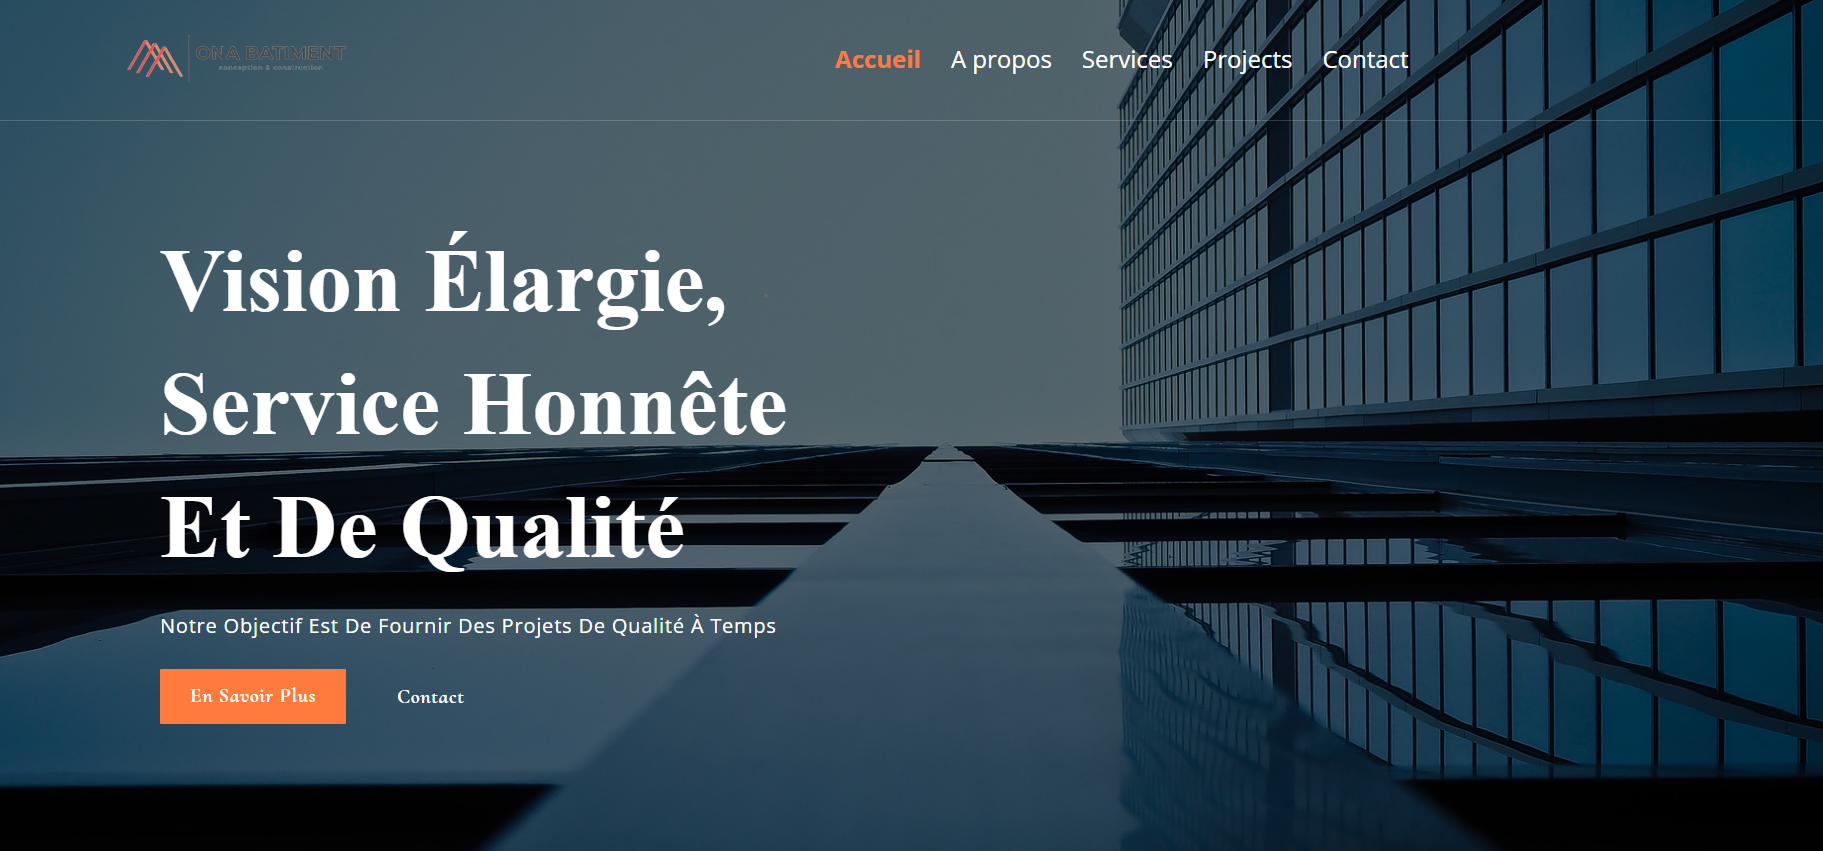 ONA BATIMENT
conception & construction
Accueil A propos Services Projects Contact
Vision Élargie,
Service Honnête
Et De Qualité
Notre Objectif Est De Fournir Des Projets De Qualité À Temps
En Savoir Plus Contact